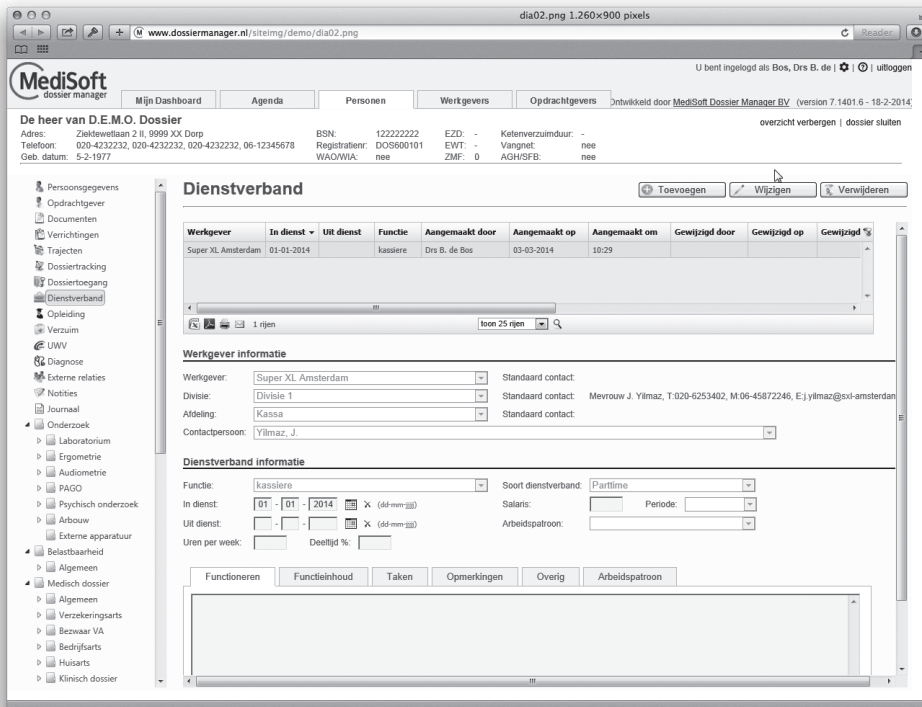 dia02.png 1.260×900 pixels
www.dossiermanager.nl/siteimg/demo/dia02.png Reader
U bent ingelogd als Bos, Drs B. de | uitloggen
MediSoft
dossier manager
Mijn Dashboard Agenda Personen Werkgevers Opdrachtgevers Ontwikkeld door MediSoft Dossier Manager BV (version 7.1401.6 - 18-2-2014)
De heer van D.E.M.O. Dossier overzicht verbergen | dossier sluiten
Adres: Ziektewetlaan 2 II, 9999 XX Dorp BSN: 122222222 EZD: - Ketenverzuimduur: -
Telefoon: 020-4232232, 020-4232232, 020-4232232, 06-12345678 Registratienr: DOS600101 EWT: - Vangnet: nee
Geb. datum: 5-2-1977 WAO/WIA: nee ZMF: 0 AGH/SFB: nee
Persoonsgegevens
Opdrachtgever
Documenten
Verrichtingen
Trajecten
Dossiertracking
Dossiertoegang
Dienstverband
Opleiding
Verzuim
UWV
Diagnose
Externe relaties
Notities
Journaal
Onderzoek
Laboratorium
Ergometrie
Audiometrie
PAGO
Psychisch onderzoek
Arbouw
Externe apparatuur
Belastbaarheid
Algemeen
Medisch dossier
Algemeen
Verzekeringsarts
Bezwaar VA
Bedrijfsarts
Huisarts
Klinisch dossier
Dienstverband Toevoegen Wijzigen Verwijderen
Werkgever In dienst Uit dienst Functie Aangemaakt door Aangemaakt op Aangemaakt om Gewijzigd door Gewijzigd op Gewijzigd
Super XL Amsterdam 01-01-2014 kassiere Drs B. de Bos 03-03-2014 10:29
1 rijen toon 25 rijen
Werkgever informatie
Werkgever: Super XL Amsterdam Standaard contact:
Divisie: Divisie 1 Standaard contact: Mevrouw J. Yilmaz, T:020-6253402, M:06-45872246, E:j.yilmaz@sxl-amsterdan
Afdeling: Kassa Standaard contact:
Contactpersoon: Yilmaz, J.
Dienstverband informatie
Functie: kassiere Soort dienstverband: Parttime
In dienst: 01 - 01 - 2014 (dd-mm-jjjj) Salaris: Periode:
Uit dienst: - - (dd-mm-jjjj) Arbeidspatroon:
Uren per week: Deeltijd %:
Functioneren Functieinhoud Taken Opmerkingen Overig Arbeidspatroon